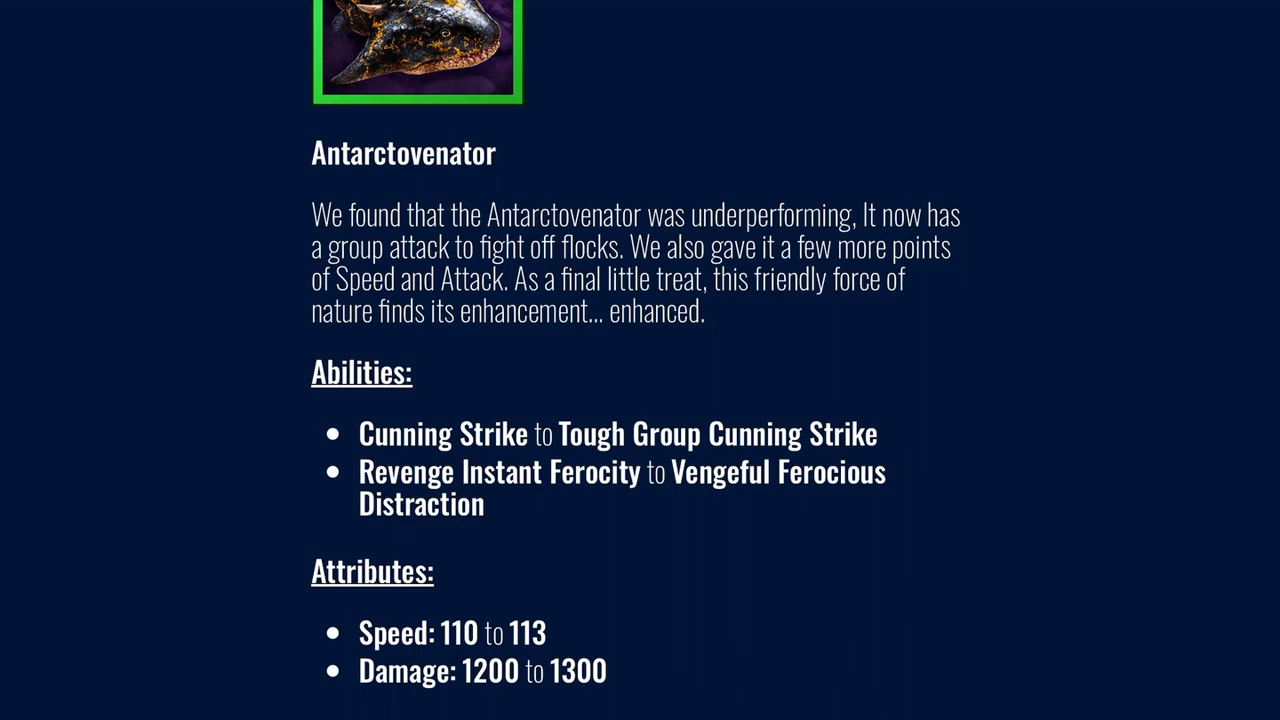 Antarctovenator
We found that the Antarctovenator was underperforming, It now has
a group attack to fight off flocks. We also gave it a few more points
of Speed and Attack. As a final little treat, this friendly force of
nature finds its enhancement... enhanced.
Abilities:
• Cunning Strike to Tough Group Cunning Strike
• Revenge Instant Ferocity to Vengeful Ferocious
Distraction
Attributes:
• Speed: 110 to 113
• Damage: 1200 to 1300